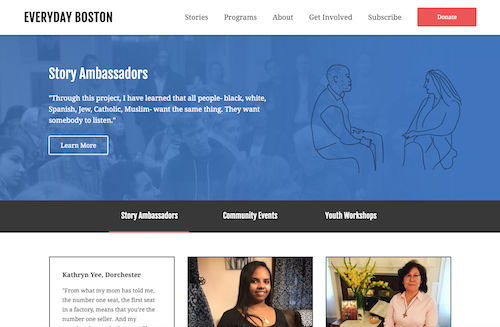 EVERYDAY BOSTON
Stories Programs About Get Involved Subscribe Donate
Story Ambassadors
"Through this project, I have learned that all people- black, white,
Spanish, Jew, Catholic, Muslim- want the same thing. They want
somebody to listen."
Learn More
Story Ambassadors Community Events Youth Workshops
Kathryn Yee, Dorchester
"From what my mom has told me,
the number one seat, the first seat
in a factory, means that you're the
number one seller. And my